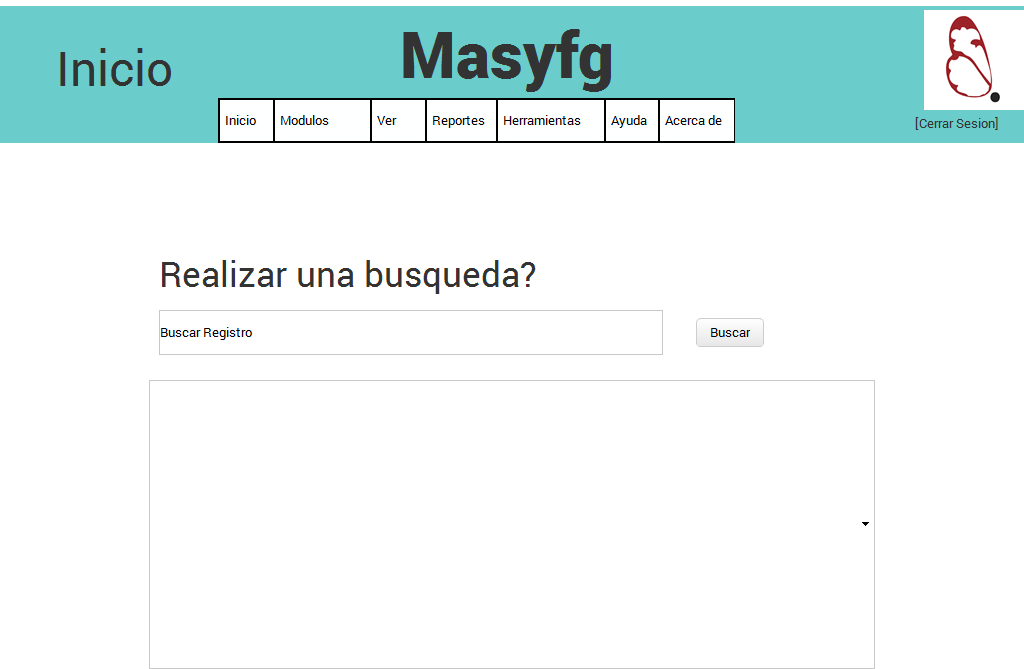 Inicio
Masyfg
Inicio Modulos Ver Reportes Herramientas Ayuda Acerca de
[Cerrar Sesion]
Realizar una busqueda?
Buscar Registro
Buscar